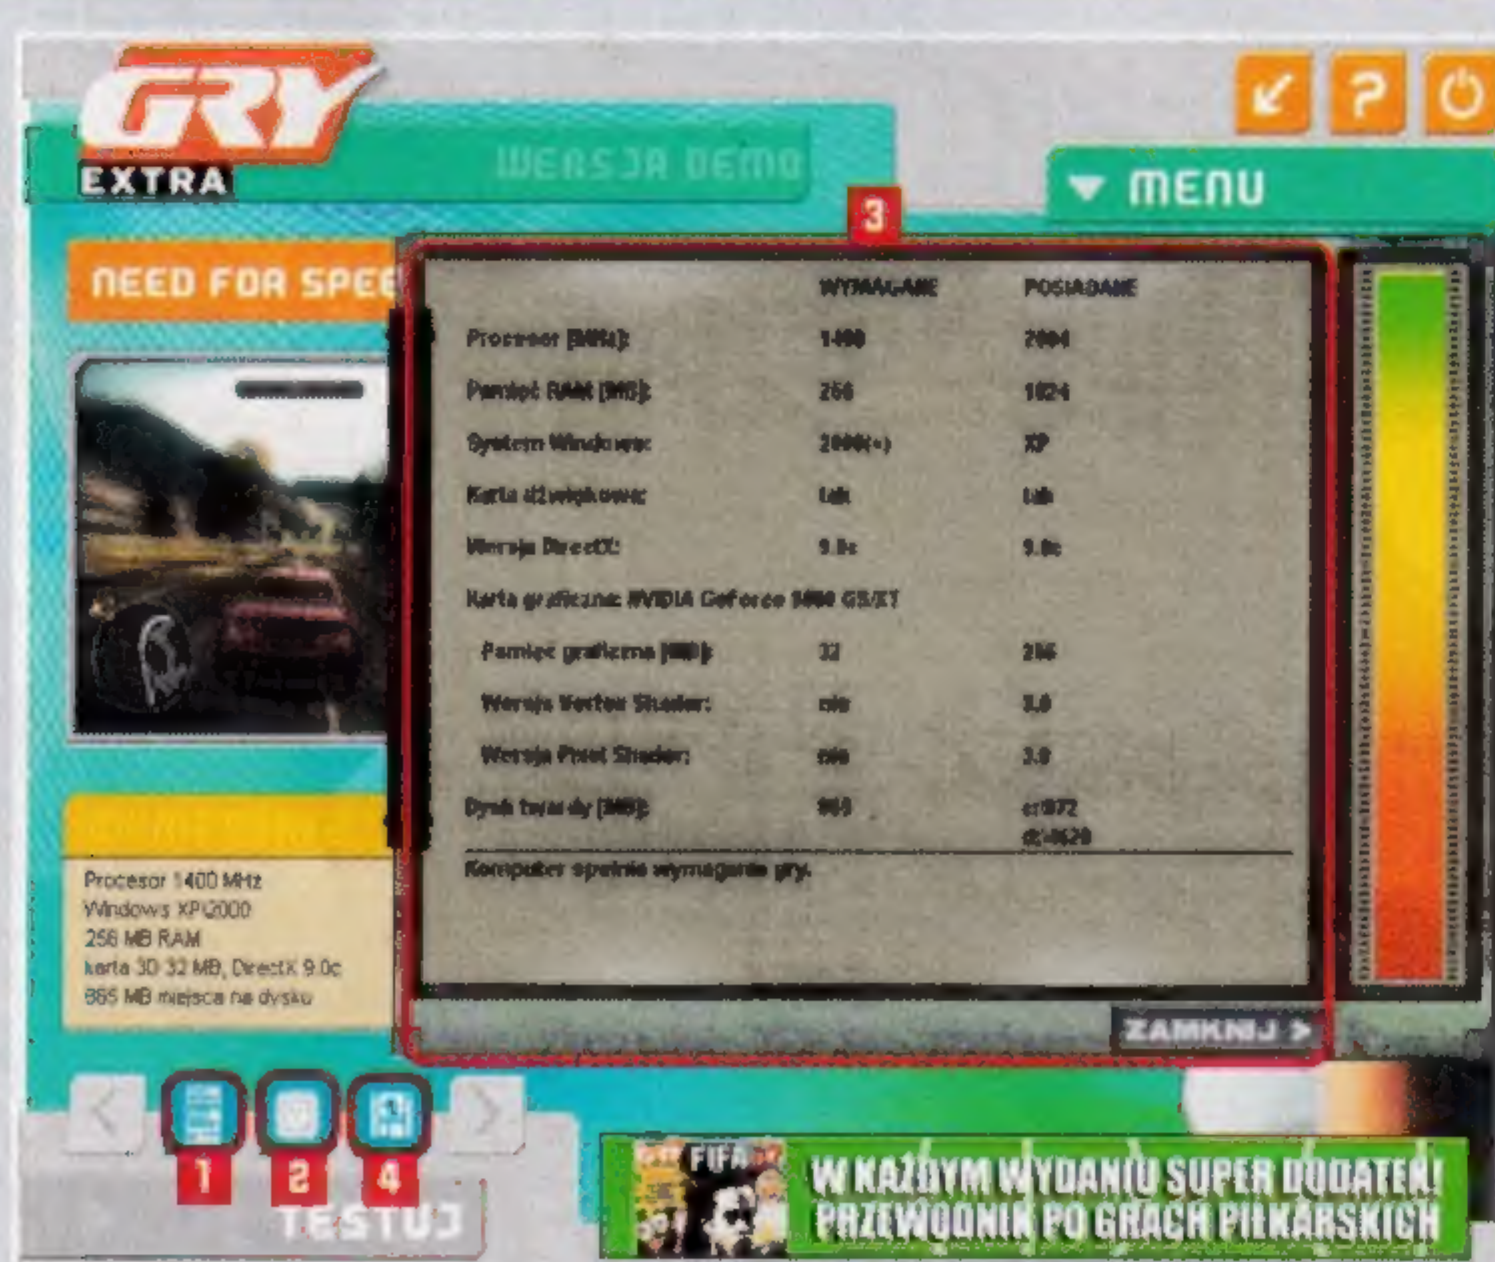 GRY
EXTRA
WERSJA DEMO
MENU
3
NEED FOR SPEE
WYMAGANE POSIADANE
Procesor [MHz]: 1400
Pamięć RAM [MB]: 256 1024
System Windows: 2000(+) XP
Karta dźwiękowa: tak tak
Wersja DirectX: 9.0c 9.0c
Karta graficzna: NVIDIA GeForce GS/XT
Pamięć graficzna [MB]: 32 256
Wersja Vertex Shader: nie 3.0
Wersja Pixel Shader: nie 3.0
Dysk twardy [MB]:
Komputer spełnia wymagania gry.
Procesor 1400 MHz
Windows XP/2000
256 MB RAM
karta 3D 32 MB, DirectX 9.0c
MB miejsca na dysku
ZAMKNIJ >
1 2 4
TESTUJ
FIFA
W KAŻDYM WYDANIU SUPER DODATEK!
PRZEWODNIK PO GRACH PIŁKARSKICH